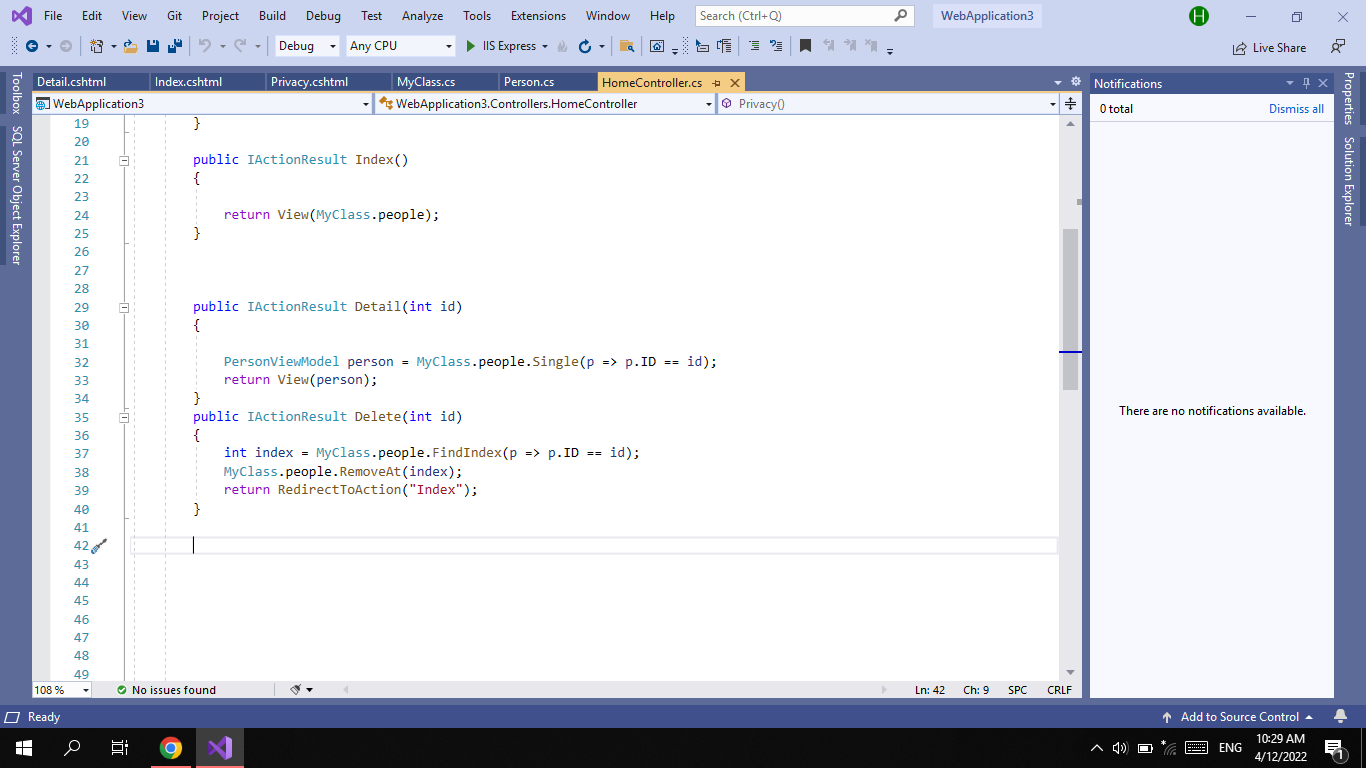 File Edit View Git Project Build Debug Test Analyze Tools Extensions Window Help Search (Ctrl+Q) WebApplication3 H
Debug Any CPU IIS Express Live Share
Toolbox
SQL Server Object Explorer
Detail.cshtml Index.cshtml Privacy.cshtml MyClass.cs Person.cs HomeController.cs
WebApplication3 WebApplication3.Controllers.HomeController Privacy()
19 }
20
21 public IActionResult Index()
22 {
23
24 return View(MyClass.people);
25 }
26
27
28
29 public IActionResult Detail(int id)
30 {
31
32 PersonViewModel person = MyClass.people.Single(p => p.ID == id);
33 return View(person);
34 }
35 public IActionResult Delete(int id)
36 {
37 int index = MyClass.people.FindIndex(p => p.ID == id);
38 MyClass.people.RemoveAt(index);
39 return RedirectToAction("Index");
40 }
41
42
43
44
45
46
47
48
49
108 % No issues found Ln: 42 Ch: 9 SPC CRLF
Notifications
0 total Dismiss all
There are no notifications available.
Properties
Solution Explorer
Ready Add to Source Control
ENG 10:29 AM
4/12/2022
1